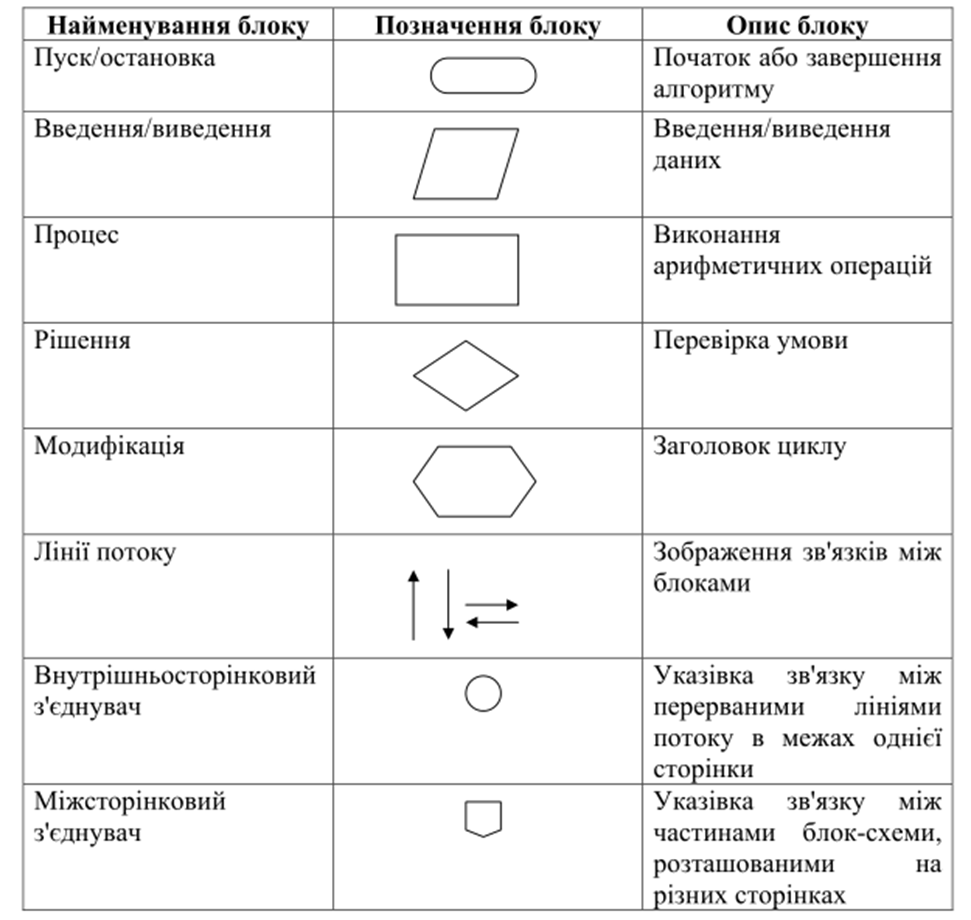 Найменування блоку Позначення блоку Опис блоку
Пуск/остановка Початок або завершення
алгоритму
Введення/виведення Введення/виведення
даних
Процес Виконання
арифметичних операцій
Рішення Перевірка умови
Модифікація Заголовок циклу
Лінії потоку Зображення зв'язків між
блоками
Внутрішньосторінковий
з'єднувач
Указівка зв'язку між
перерваними лініями
потоку в межах однієї
сторінки
Міжсторінковий
з'єднувач
Указівка зв'язку між
частинами блок-схеми,
розташованими на
різних сторінках